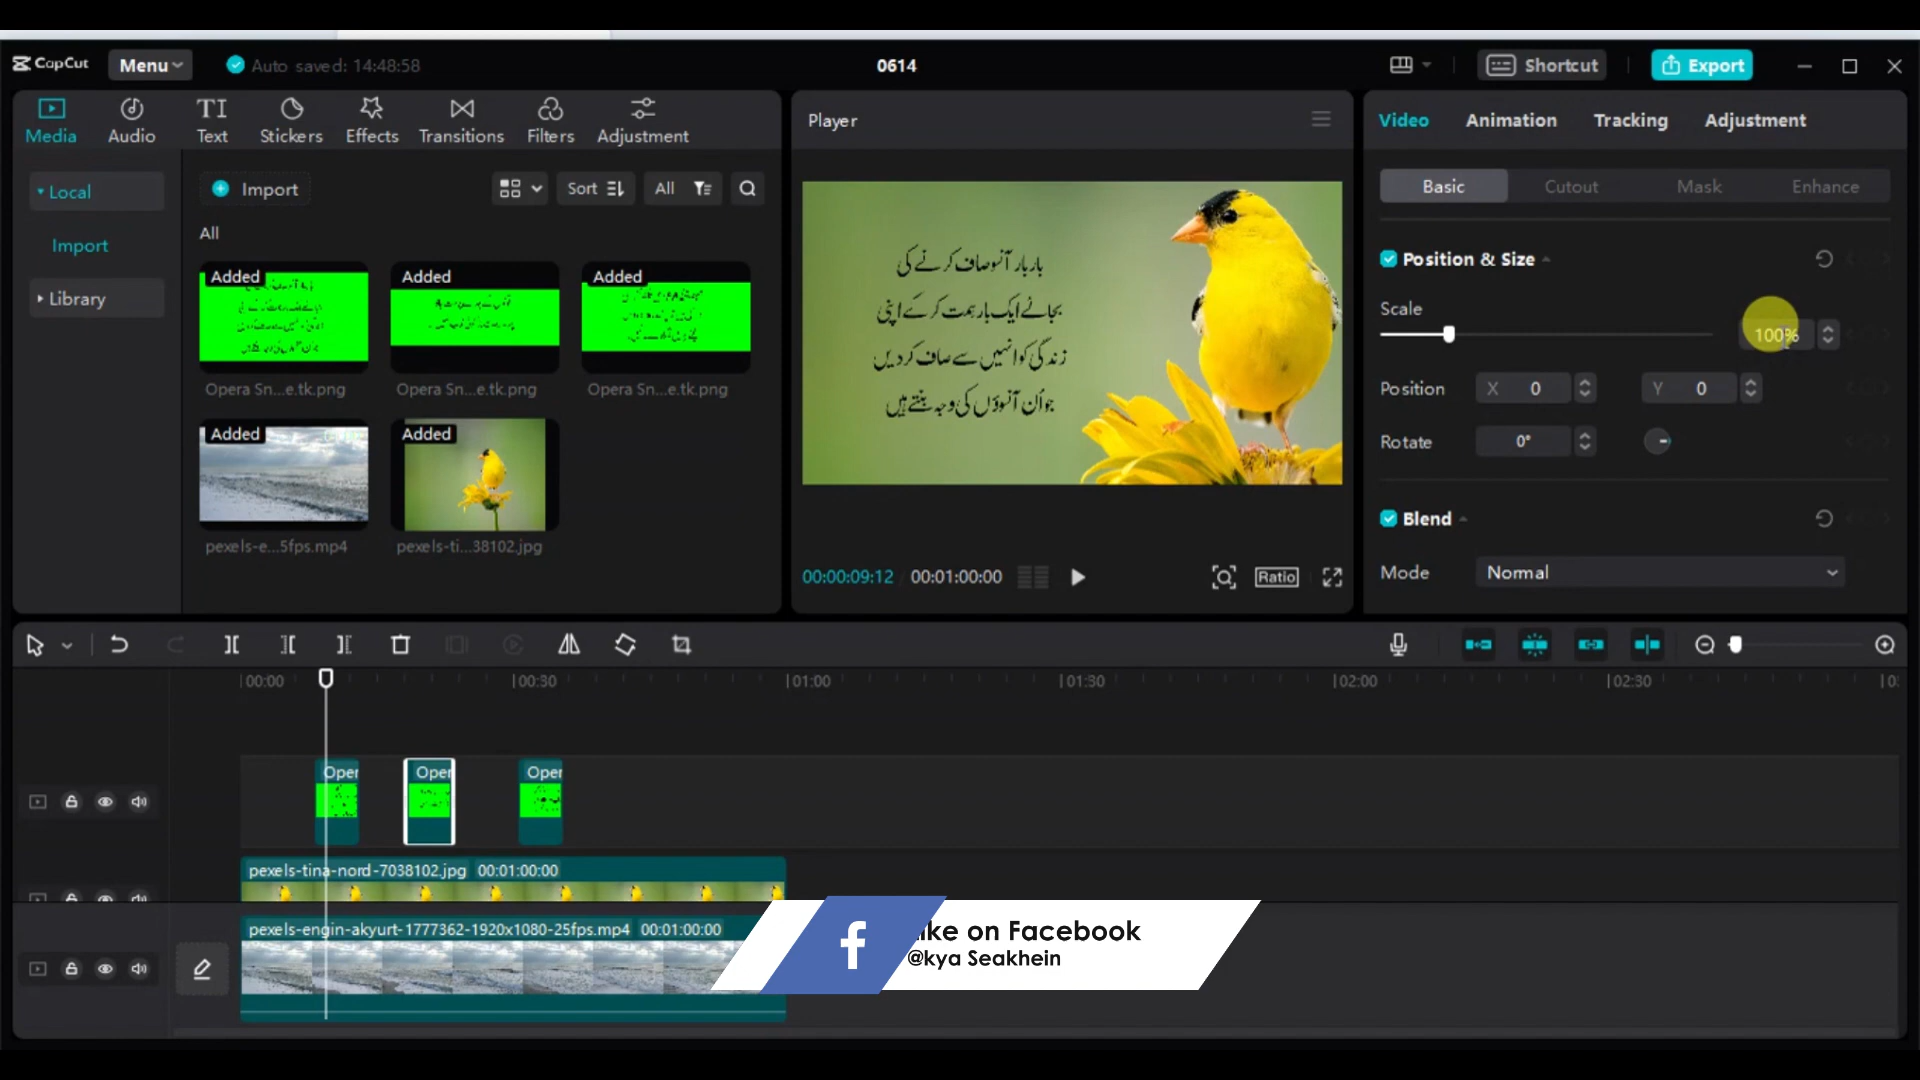 CapCut
Menu
Auto saved: 14:48:58
0614
Shortcut
Export
Media
Audio
TI
Text
Stickers
Effects
Transitions
Filters
Adjustment
Local
Import
Library
Import
Sort
All
All
Added
Opera Sn...e.tk.png
Added
Opera Sn...e.tk.png
Added
Opera Sn...e.tk.png
Added
pexels-e...5fps.mp4
Added
pexels-ti...38102.jpg
Player
بار بار آنسو صاف کرنے کی
بجائے ایک بار ہمت کر کے اپنی
زندگی کو انہیں سے صاف کر دیں
جو اُن آنسوؤں کی وجہ بنتے ہیں
00:00:09:12 / 00:01:00:00
Ratio
Video
Animation
Tracking
Adjustment
Basic
Cutout
Mask
Enhance
Position & Size
Scale
100%
Position
X 0
Y 0
Rotate
0°
Blend
Mode
Normal
00:00
00:30
01:00
01:30
02:00
02:30
Oper
Oper
Oper
pexels-tina-nord-7038102.jpg 00:01:00:00
pexels-engin-akyurt-1777362-1920x1080-25fps.mp4 00:01:00:00
f
ike on Facebook
@kya Seakhein